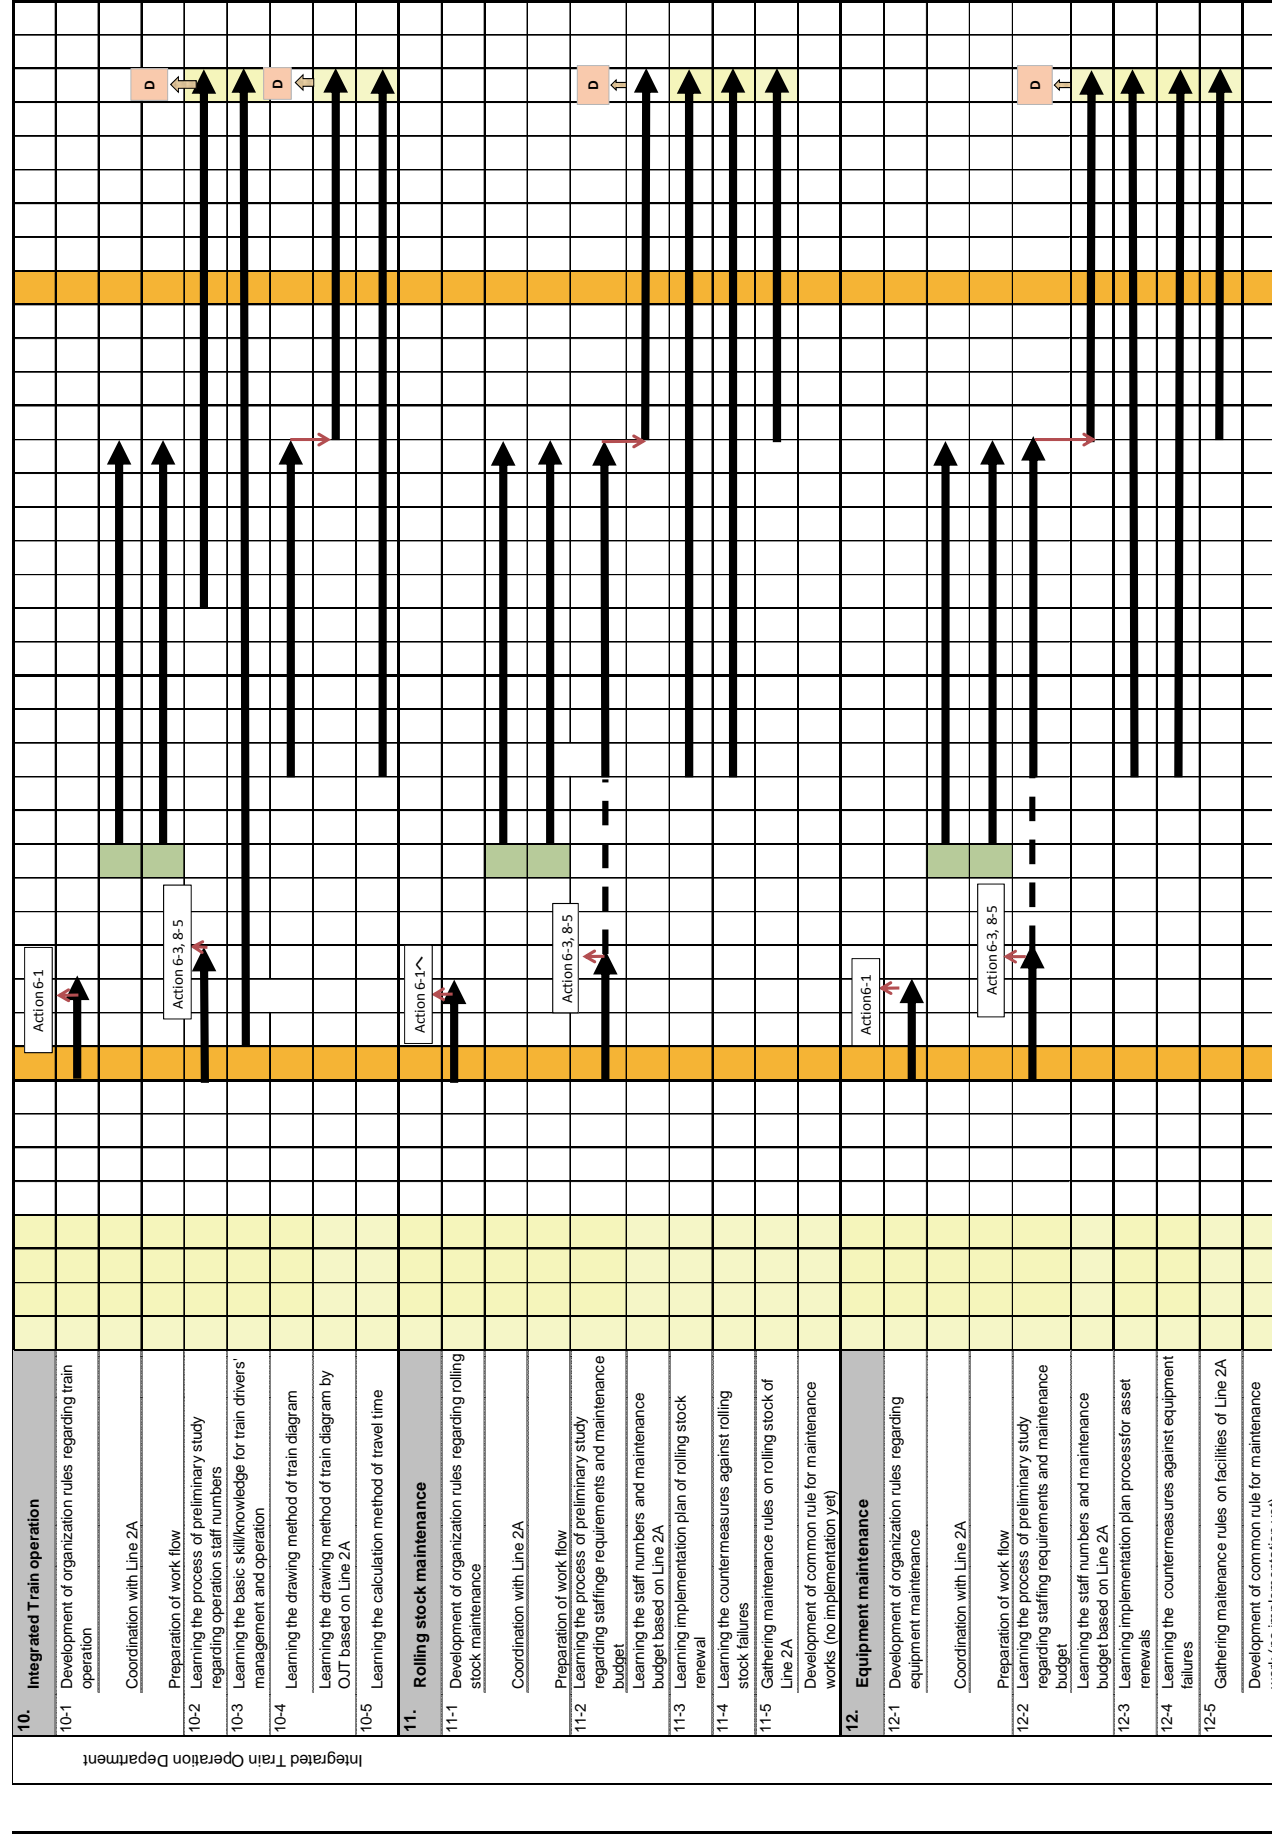 Integrated Train Operation Department
10. Integrated Train operation
10-1 Development of organization rules regarding train
operation
Coordination with Line 2A
Preparation of work flow
10-2 Learning the process of preliminary study
regarding operation staff numbers
10-3 Learning the basic skill/knowledge for train drivers'
management and operation
10-4 Learning the drawing method of train diagram
Learning the drawing method of train diagram by
OJT based on Line 2A
10-5 Learning the calculation method of travel time
Action 6-1
Action 6-3, 8-5
D
D
11. Rolling stock maintenance
11-1 Development of organization rules regarding rolling
stock maintenance
Coordination with Line 2A
Preparation of work flow
11-2 Learning the process of preliminary study
regarding staffinge requirements and maintenance
budget
Learning the staff numbers and maintenance
budget based on Line 2A
11-3 Learning implementation plan of rolling stock
renewal
11-4 Learning the countermeasures against rolling
stock failures
11-5 Gathering maintenance rules on rolling stock of
Line 2A
Development of common rule for maintenance
works (no implementation yet)
Action 6-1へ
Action 6-3, 8-5
D
12. Equipment maintenance
12-1 Development of organization rules regarding
equipment maintenance
Coordination with Line 2A
Preparation of work flow
12-2 Learning the process of preliminary study
regarding staffing requirements and maintenance
budget
Learning the staff numbers and maintenance
budget based on Line 2A
12-3 Learning implementation plan processfor asset
renewals
12-4 Learning the countermeasures against equipment
failures
12-5 Gathering maitenance rules on facilities of Line 2A
Development of common rule for maintenance
Action6-1
Action 6-3, 8-5
D